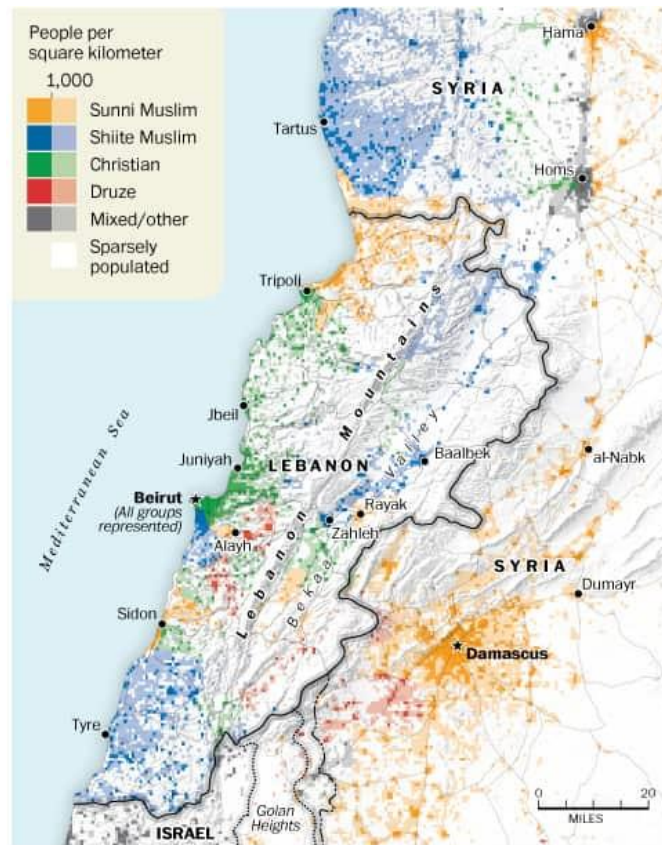 People per
square kilometer
1,000
Sunni Muslim
Shiite Muslim
Christian
Druze
Mixed/other
Sparsely
populated
Hama
SYRIA
Tartus
Homs
Tripoli
Mediterranean Sea
Lebanon Mountains
Jbeil
Juniyah
LEBANON
Bekaa Valley
Baalbek
al-Nabk
Beirut
(All groups
represented)
Rayak
Zahleh
Alayh
SYRIA
Dumayr
Sidon
Damascus
Tyre
Golan
Heights
ISRAEL
0 20
MILES